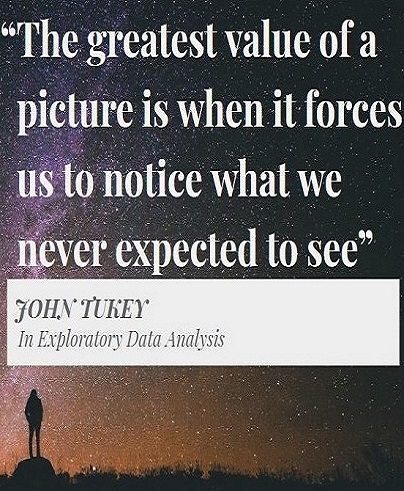 “The greatest value of a
picture is when it forces
us to notice what we
never expected to see”
JOHN TUKEY
In Exploratory Data Analysis